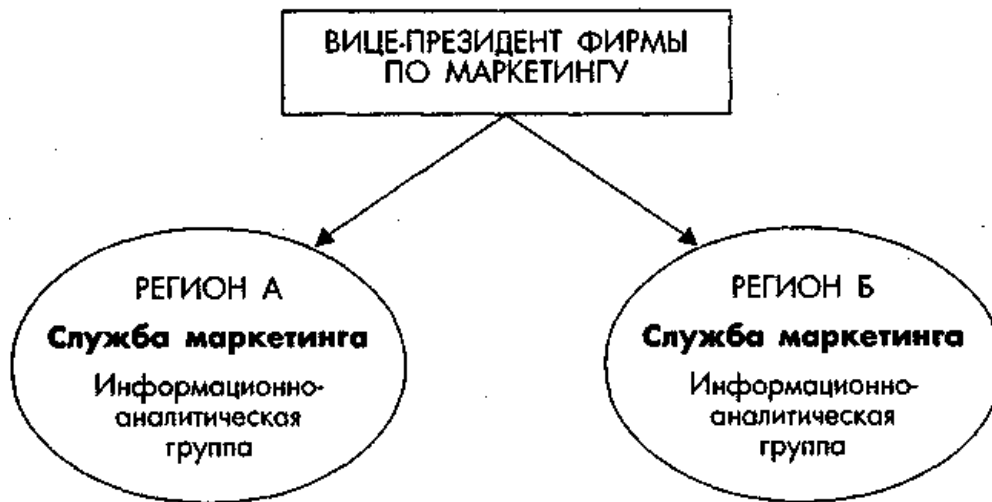 ВИЦЕ-ПРЕЗИДЕНТ ФИРМЫ
ПО МАРКЕТИНГУ
РЕГИОН А
Служба маркетинга
Информационно-
аналитическая
группа
РЕГИОН Б
Служба маркетинга
Информационно-
аналитическая
группа